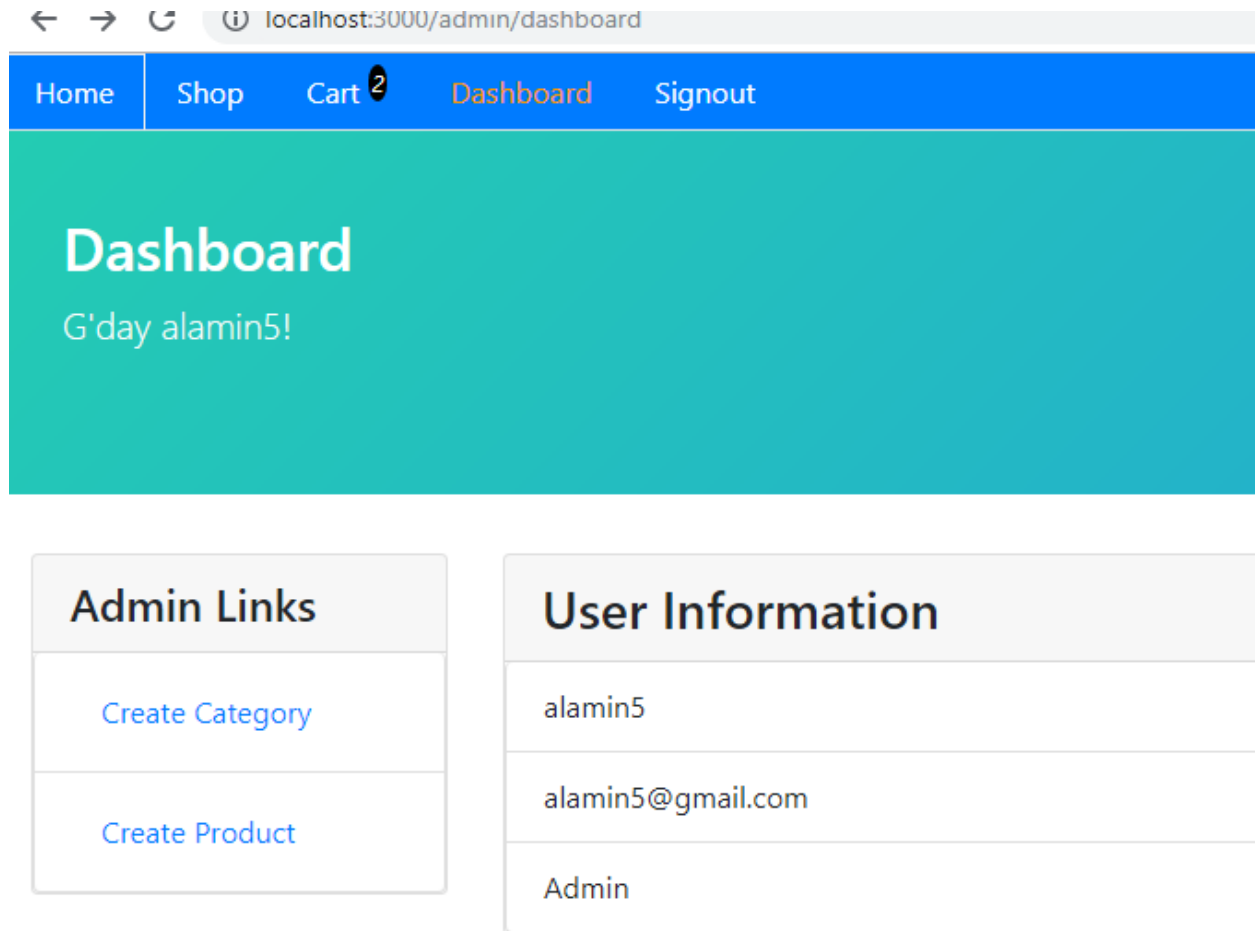 localhost:3000/admin/dashboard
Home Shop Cart 2 Dashboard Signout
Dashboard
G'day alamin5!
Admin Links
Create Category
Create Product
User Information
alamin5
alamin5@gmail.com
Admin